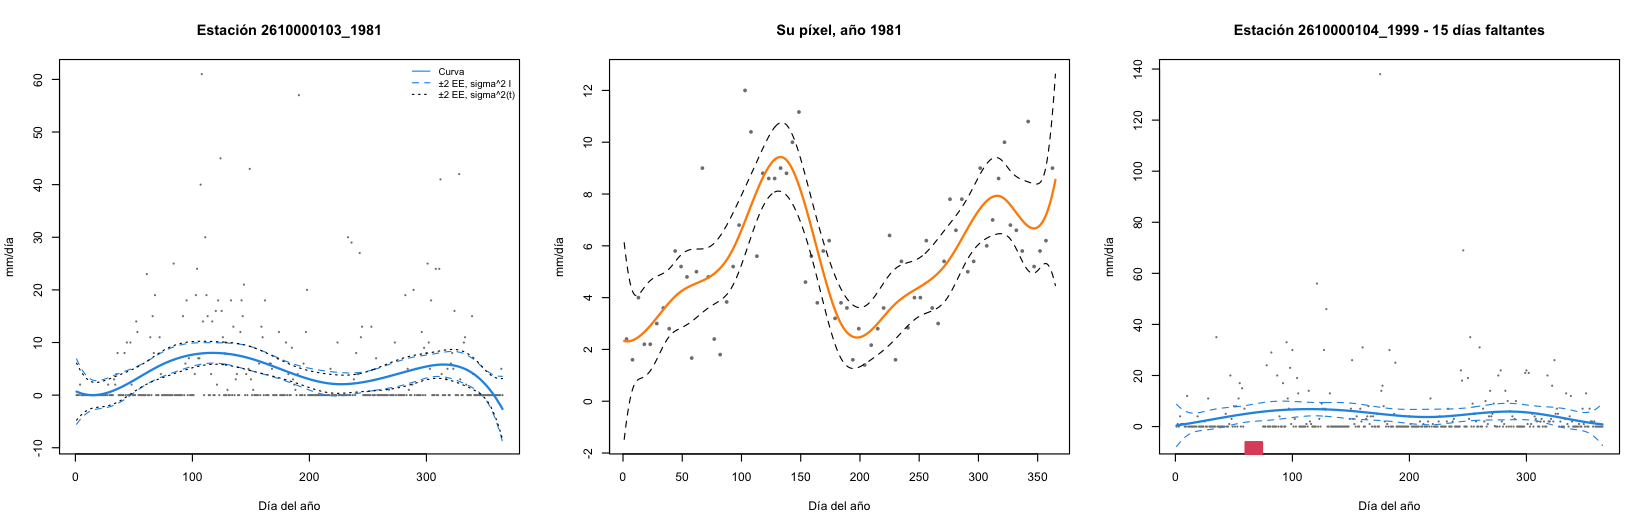 Estación 2610000103_1981
mm/día
60
50
40
30
20
10
0
-10
Curva
±2 EE, sigma^2 I
±2 EE, sigma^2(t)
0 100 200 300
Día del año
Su píxel, año 1981
mm/día
12
10
8
6
4
2
0
-2
0 50 100 150 200 250 300 350
Día del año
Estación 2610000104_1999 - 15 días faltantes
mm/día
140
120
100
80
60
40
20
0
0 100 200 300
Día del año